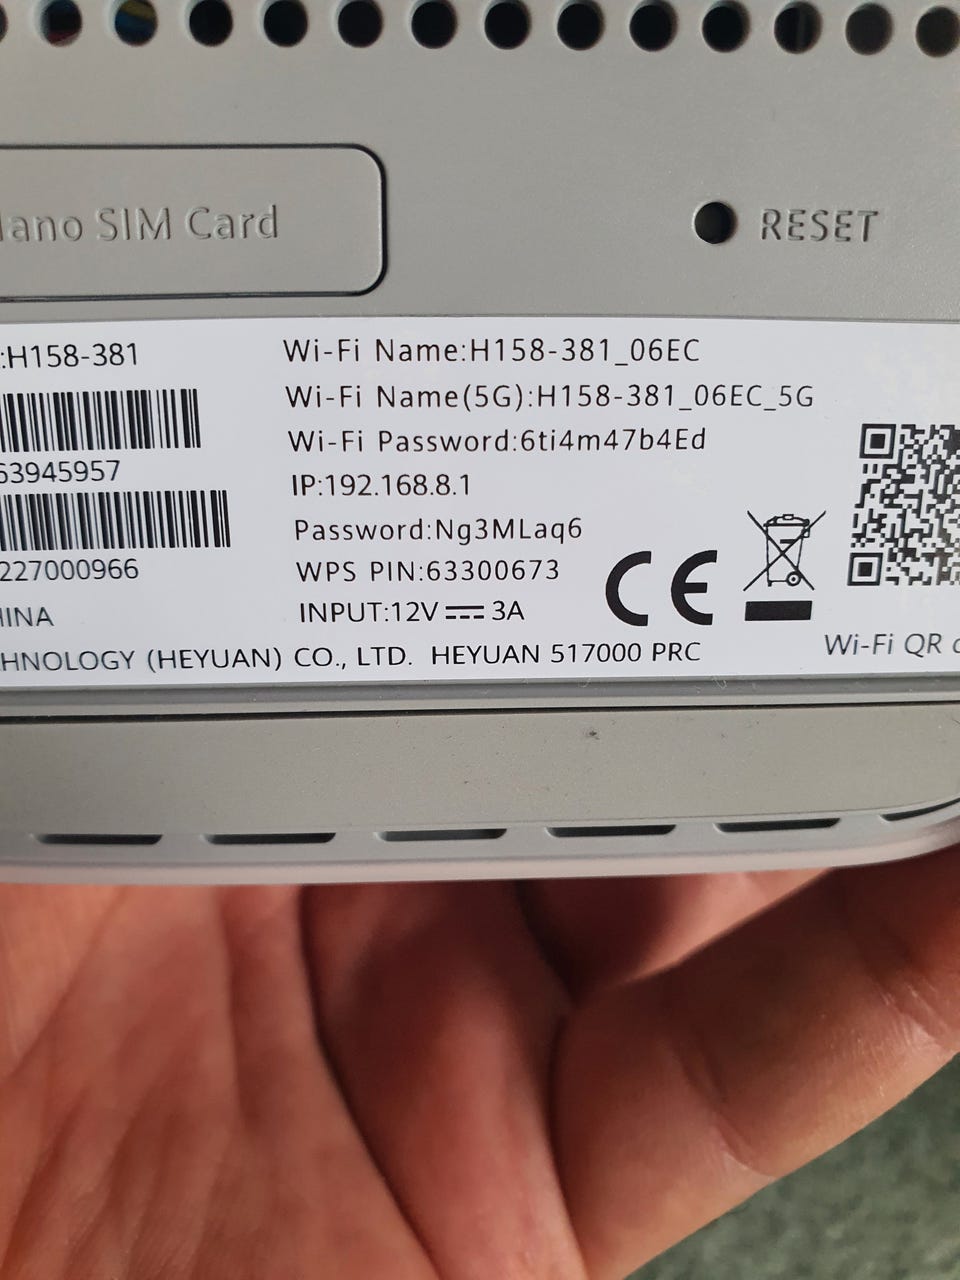 SIM Card
RESET
:H158-381
Wi-Fi Name:H158-381_06EC
Wi-Fi Name(5G):H158-381_06EC_5G
Wi-Fi Password:6ti4m47b4Ed
63945957
IP:192.168.8.1
Password:Ng3MLaq6
227000966
WPS PIN:63300673
INPUT:12V⎓3A
CE
HINA
CHNOLOGY (HEYUAN) CO., LTD. HEYUAN 517000 PRC
Wi-Fi QR